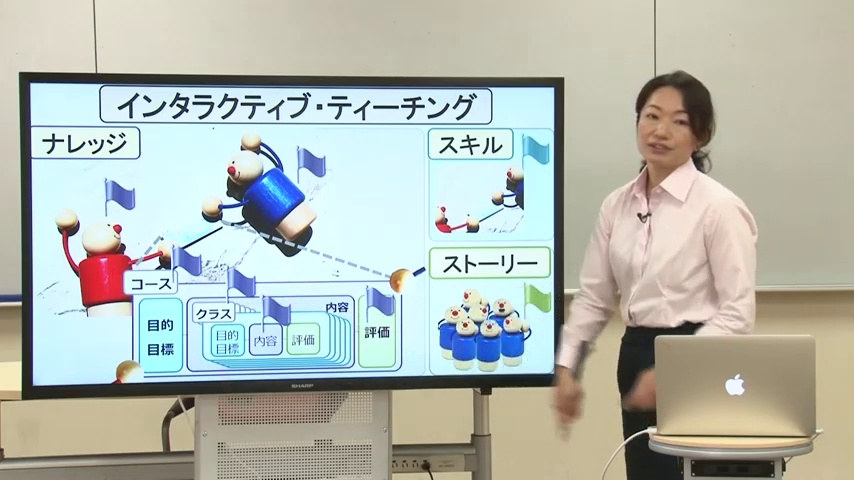 インタラクティブ・ティーチング
ナレッジ
スキル
ストーリー
コース
目的
目標
クラス
内容
目的
目標
内容
評価
評価
SHARP